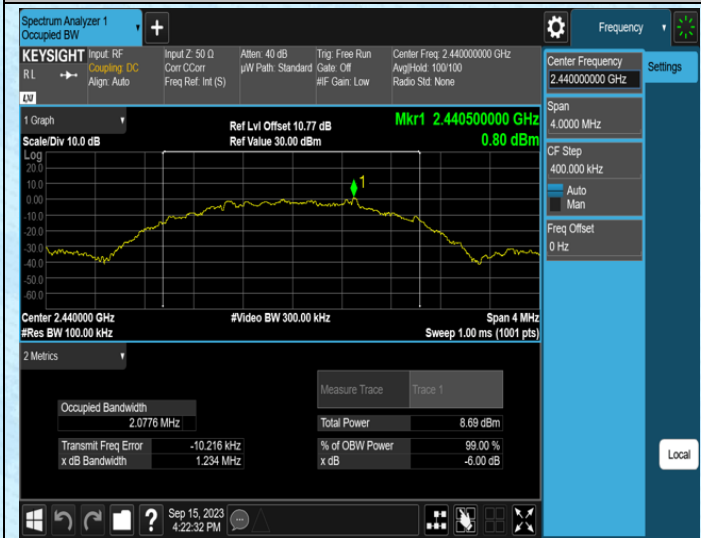 Spectrum Analyzer 1
Occupied BW
+
Frequency
KEYSIGHT Input: RF Input Z: 50 Ω Atten: 40 dB Trig: Free Run Center Freq: 2.440000000 GHz
RL Coupling: DC Corr CCorr µW Path: Standard Gate: Off Avg|Hold: 100/100
Align: Auto Freq Ref: Int (S) #IF Gain: Low Radio Std: None
LXI
1 Graph
Ref Lvl Offset 10.77 dB Mkr1 2.440500000 GHz
Scale/Div 10.0 dB Ref Value 30.00 dBm 0.80 dBm
Log
20.0
10.0
0.00
-10.0
-20.0
-30.0
-40.0
-50.0
-60.0
1
Center 2.440000 GHz #Video BW 300.00 kHz Span 4 MHz
#Res BW 100.00 kHz Sweep 1.00 ms (1001 pts)
2 Metrics
Measure Trace Trace 1
Occupied Bandwidth
2.0776 MHz Total Power 8.69 dBm
Transmit Freq Error -10.216 kHz % of OBW Power 99.00 %
x dB Bandwidth 1.234 MHz x dB -6.00 dB
Center Frequency
2.440000000 GHz
Settings
Span
4.0000 MHz
CF Step
400.000 kHz
Auto
Man
Freq Offset
0 Hz
Local
? Sep 15, 2023
4:22:32 PM